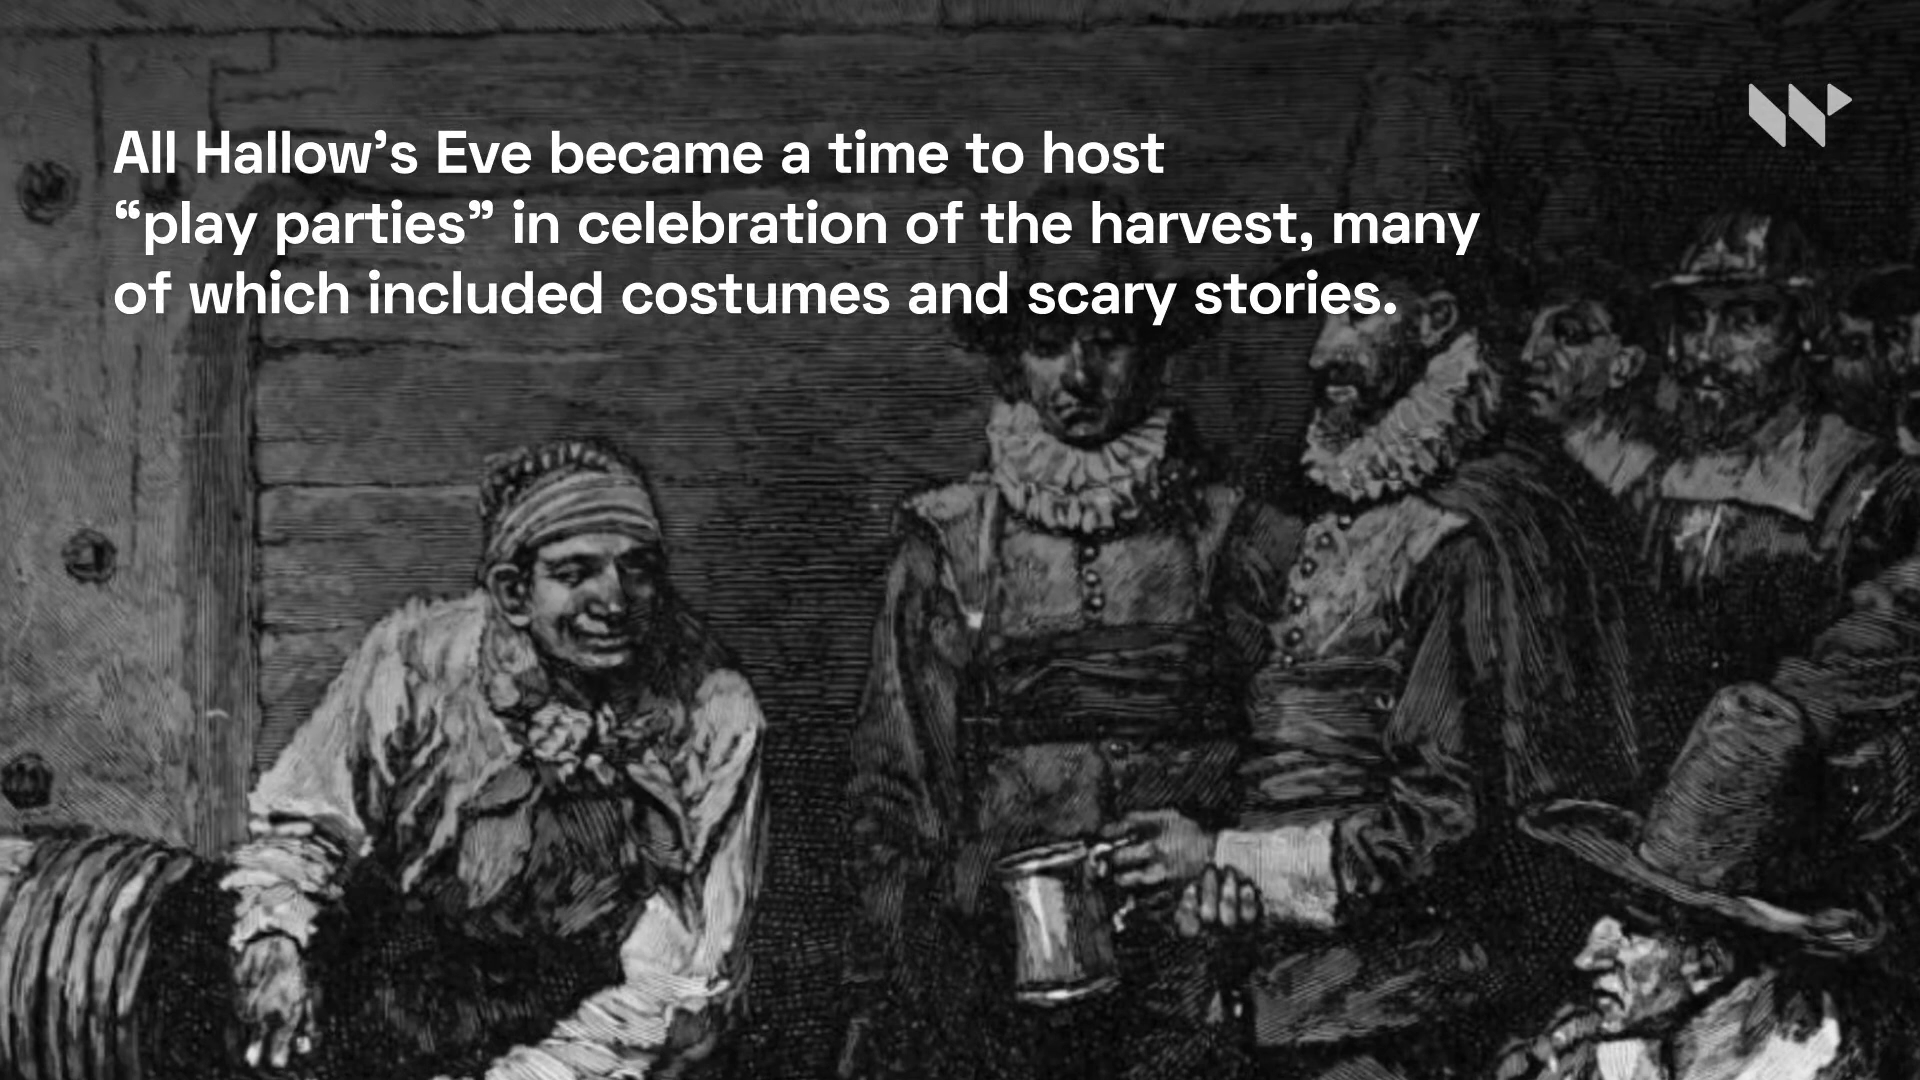 All Hallow’s Eve became a time to host
“play parties” in celebration of the harvest, many
of which included costumes and scary stories.